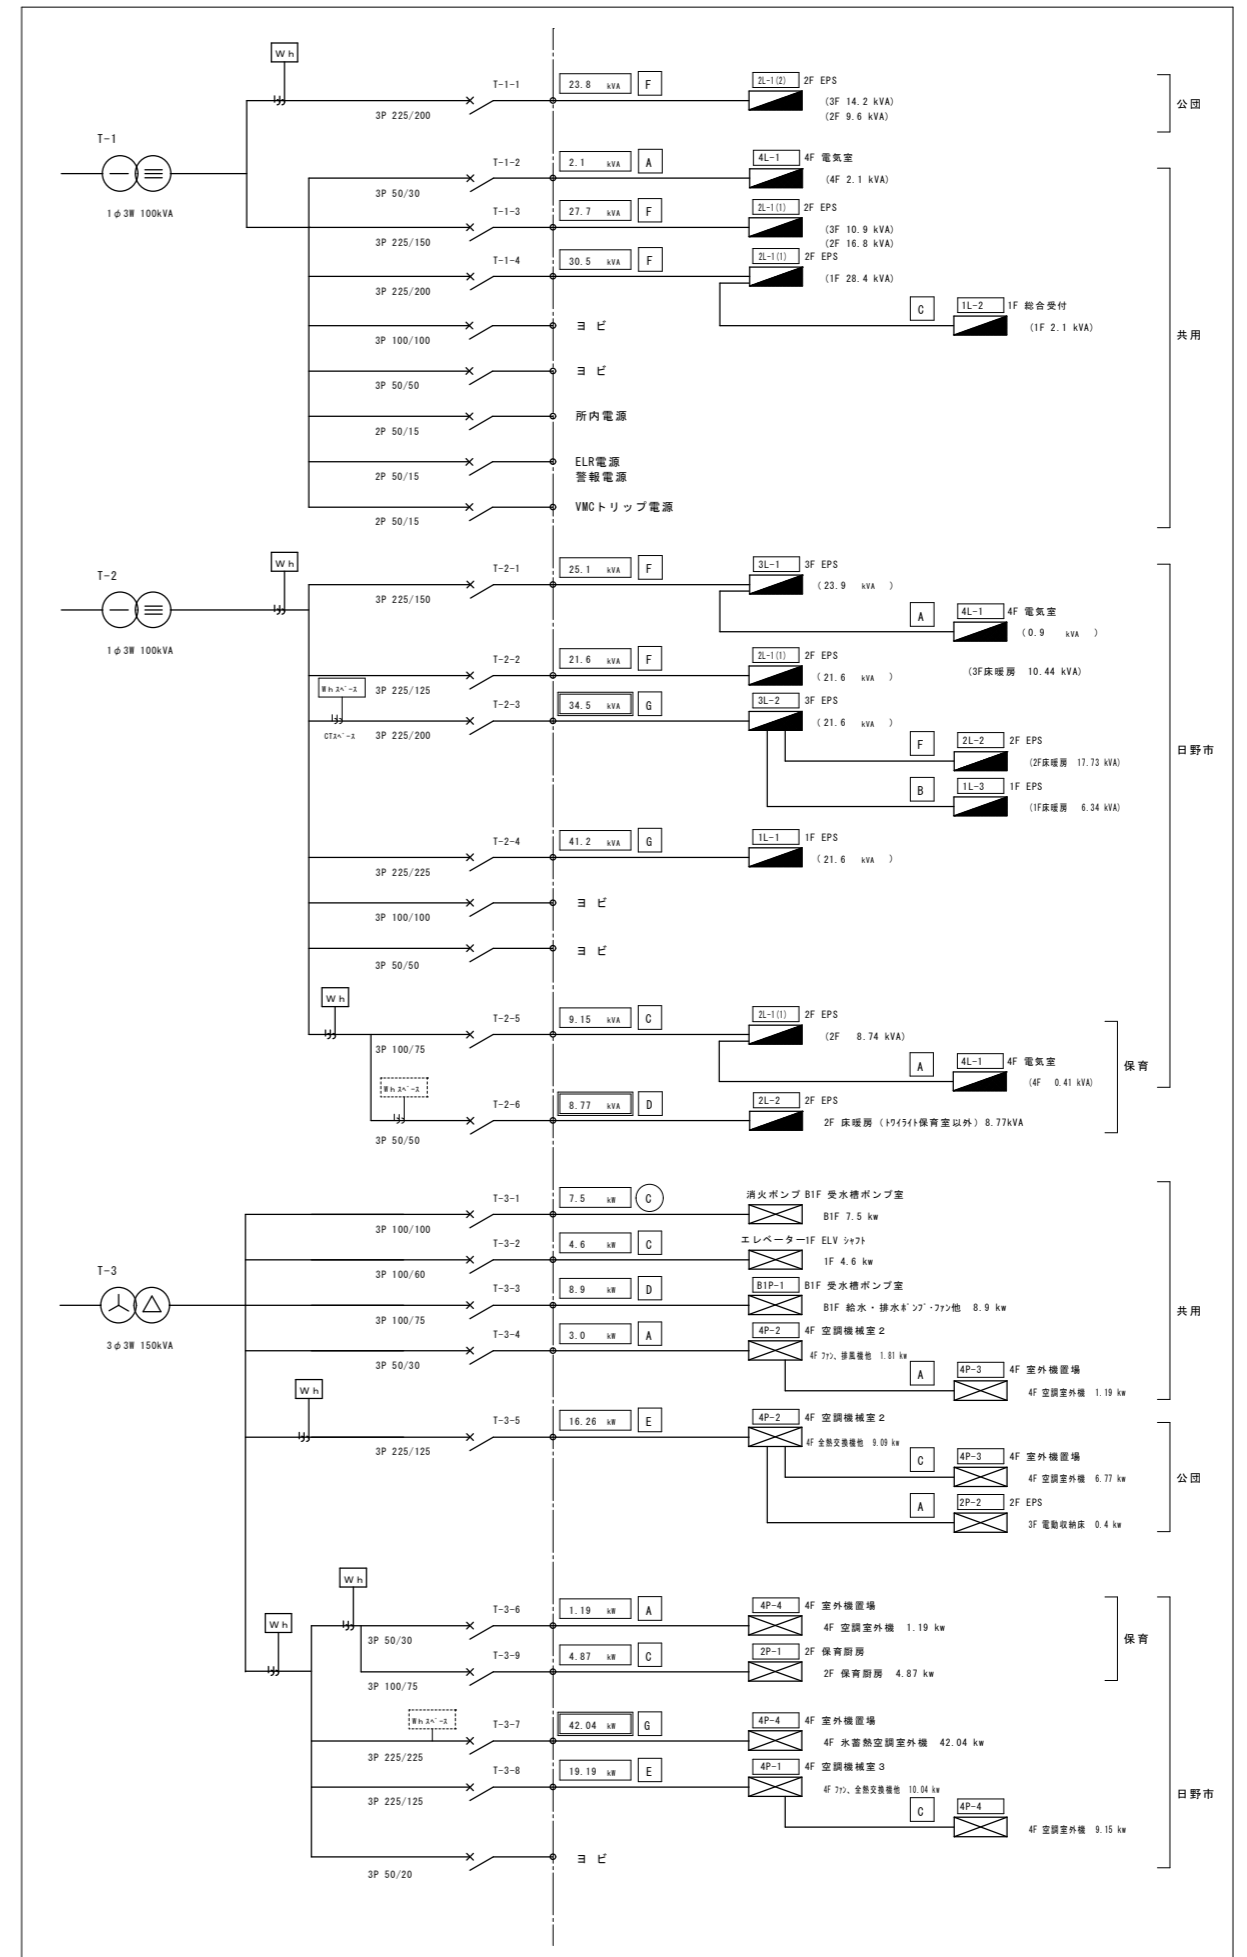 Wh
T-1-1
23.8 kVA
F
2L-1(2) 2F EPS
(3F 14.2 kVA)
(2F 9.6 kVA)
3P 225/200
公団
T-1
1φ3W 100kVA
T-1-2
2.1 kVA
A
4L-1 4F 電気室
(4F 2.1 kVA)
3P 50/30
T-1-3
27.7 kVA
F
2L-1(1) 2F EPS
(3F 10.9 kVA)
(2F 16.8 kVA)
3P 225/150
T-1-4
30.5 kVA
F
2L-1(1) 2F EPS
(1F 28.4 kVA)
3P 225/200
C
1L-2 1F 総合受付
(1F 2.1 kVA)
共用
ヨビ
3P 100/100
ヨビ
3P 50/50
所内電源
2P 50/15
ELR電源
警報電源
2P 50/15
VMCトリップ電源
2P 50/15
Wh
T-2
1φ3W 100kVA
T-2-1
25.1 kVA
F
3L-1 3F EPS
(23.9 kVA )
3P 225/150
A
4L-1 4F 電気室
(0.9 kVA )
T-2-2
21.6 kVA
F
2L-1(1) 2F EPS
(21.6 kVA )
(3F床暖房 10.44 kVA)
3P 225/125
Whスペース
CTスペース
T-2-3
34.5 kVA
G
3L-2 3F EPS
(21.6 kVA )
3P 225/200
F
2L-2 2F EPS
(2F床暖房 17.73 kVA)
B
1L-3 1F EPS
(1F床暖房 6.34 kVA)
日野市
T-2-4
41.2 kVA
G
1L-1 1F EPS
(21.6 kVA )
3P 225/225
ヨビ
3P 100/100
ヨビ
3P 50/50
Wh
T-2-5
9.15 kVA
C
2L-1(1) 2F EPS
(2F 8.74 kVA)
3P 100/75
A
4L-1 4F 電気室
(4F 0.41 kVA)
保育
Whスペース
T-2-6
8.77 kVA
D
2L-2 2F EPS
2F 床暖房 (トワイライト保育室以外) 8.77kVA
3P 50/50
T-3-1
7.5 kW
C
消火ポンプ B1F 受水槽ポンプ室
B1F 7.5 kw
3P 100/100
T-3-2
4.6 kW
C
エレベーター1F ELV シャフト
1F 4.6 kw
3P 100/60
T-3
3φ3W 150kVA
T-3-3
8.9 kW
D
B1P-1 B1F 受水槽ポンプ室
B1F 給水・排水ポンプ・ファン他 8.9 kw
3P 100/75
共用
T-3-4
3.0 kW
A
4P-2 4F 空調機械室2
4F ファン、排風機他 1.81 kw
3P 50/30
A
4P-3 4F 室外機置場
4F 空調室外機 1.19 kw
Wh
T-3-5
16.26 kW
E
4P-2 4F 空調機械室2
4F 全熱交換機他 9.09 kw
3P 225/125
C
4P-3 4F 室外機置場
4F 空調室外機 6.77 kw
公団
A
2P-2 2F EPS
3F 電動収納床 0.4 kw
Wh
Wh
T-3-6
1.19 kW
A
4P-4 4F 室外機置場
4F 空調室外機 1.19 kw
3P 50/30
保育
T-3-9
4.87 kW
C
2P-1 2F 保育厨房
2F 保育厨房 4.87 kw
3P 100/75
Whスペース
T-3-7
42.04 kW
G
4P-4 4F 室外機置場
4F 氷蓄熱空調室外機 42.04 kw
3P 225/225
T-3-8
19.19 kW
E
4P-1 4F 空調機械室3
4F ファン、全熱交換機他 10.04 kw
3P 225/125
日野市
C
4P-4
4F 空調室外機 9.15 kw
ヨビ
3P 50/20